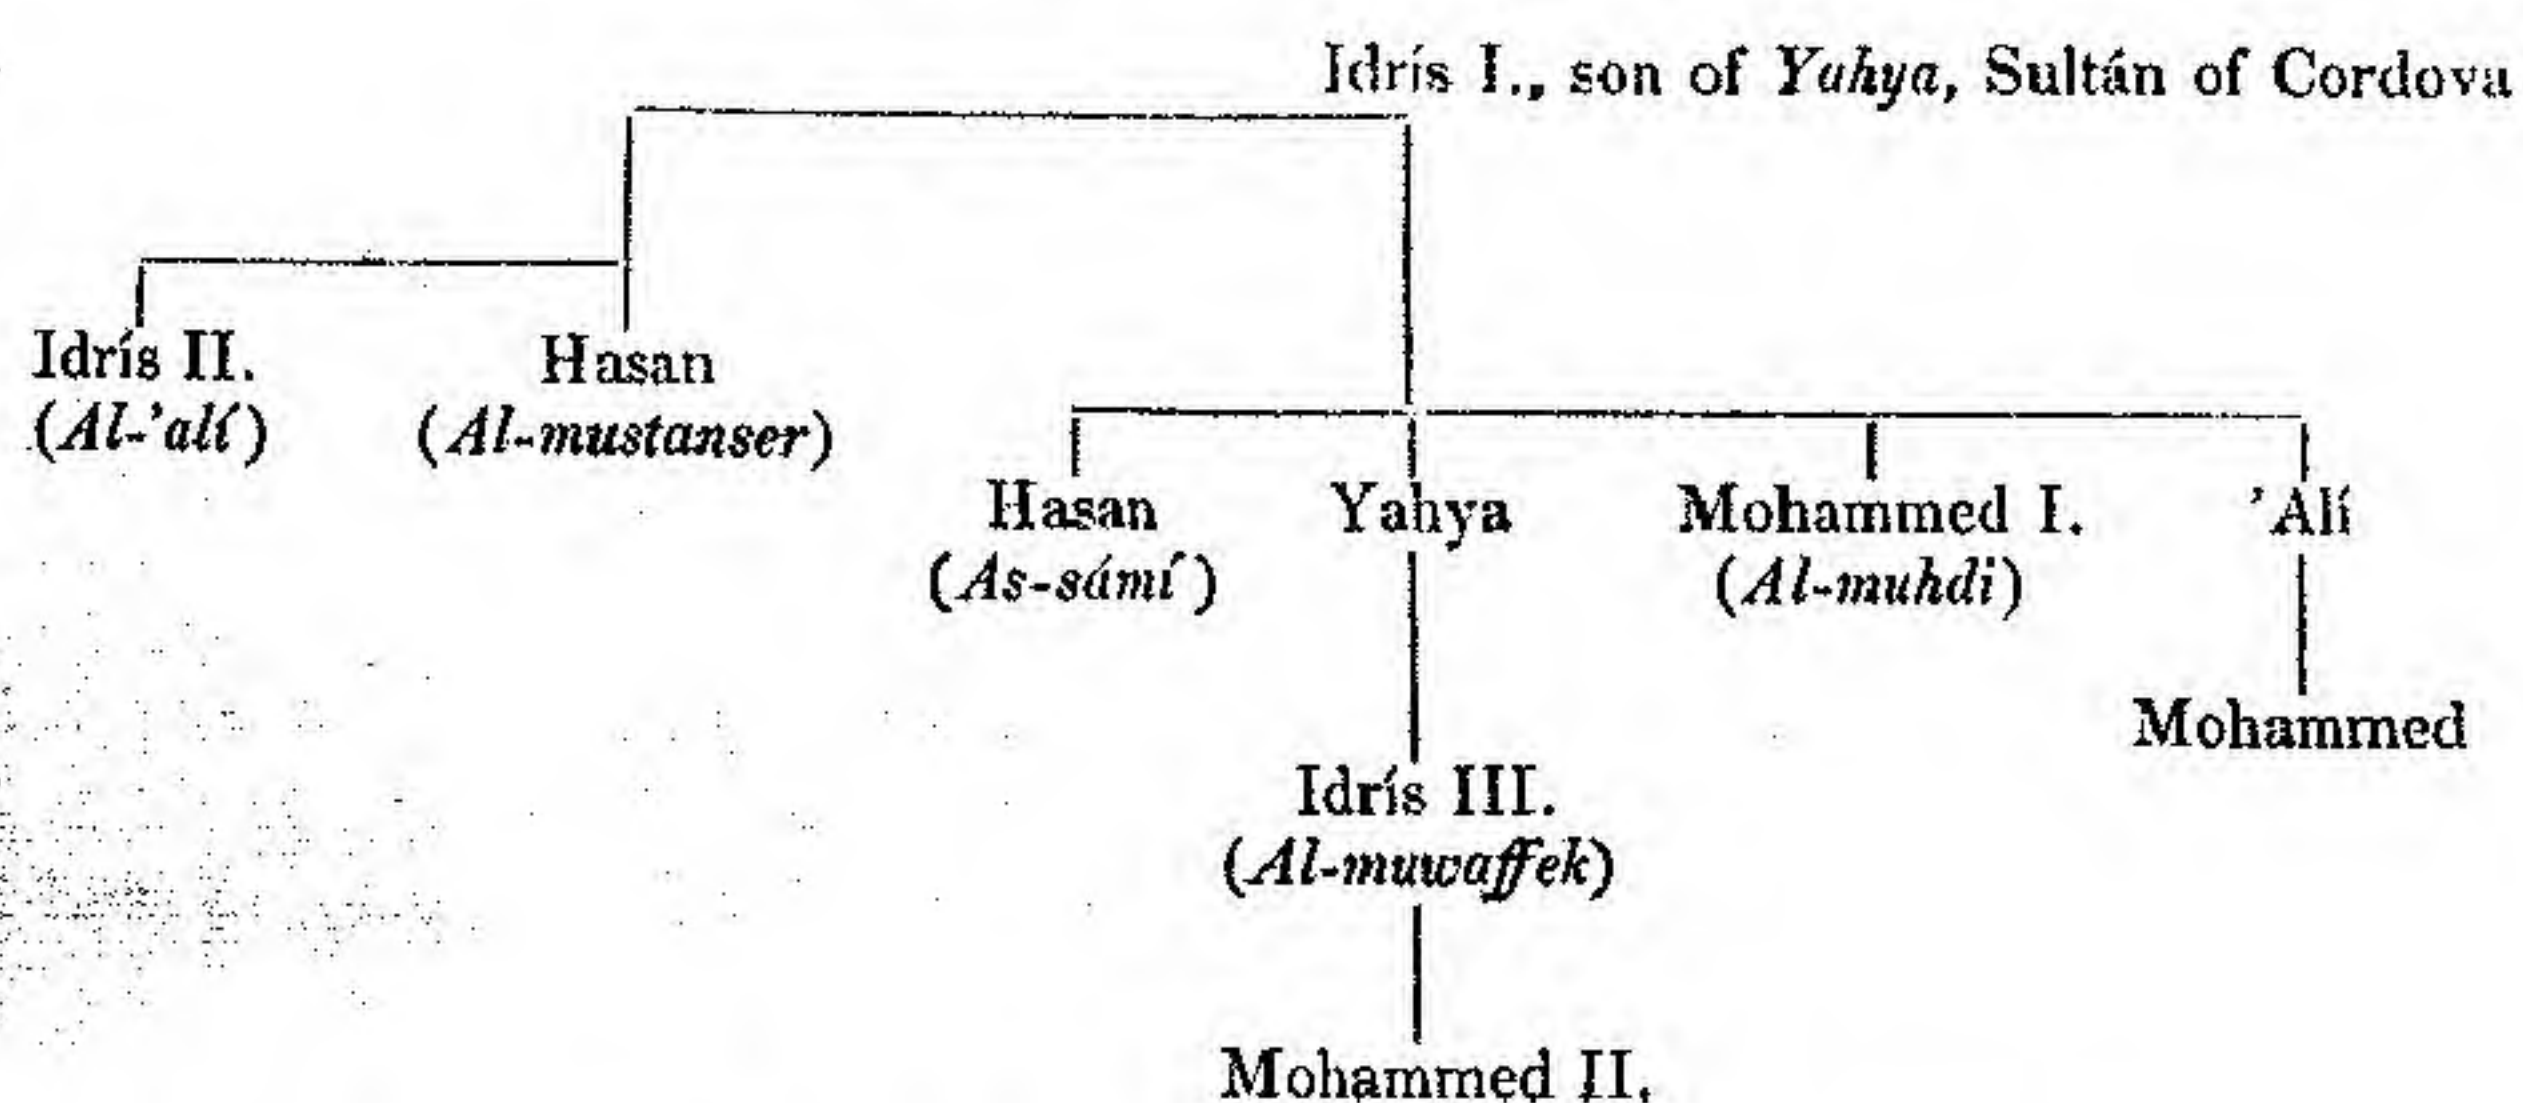 Idrís I., son of Yahya, Sultán of Cordova
Idrís II.
(Al-'alí)
Hasan
(Al-mustanser)
Hasan
(As-sámí)
Yahya
Mohammed I.
(Al-muhdi)
'Alí
Mohammed
Idrís III.
(Al-muwaffek)
Mohammed II.